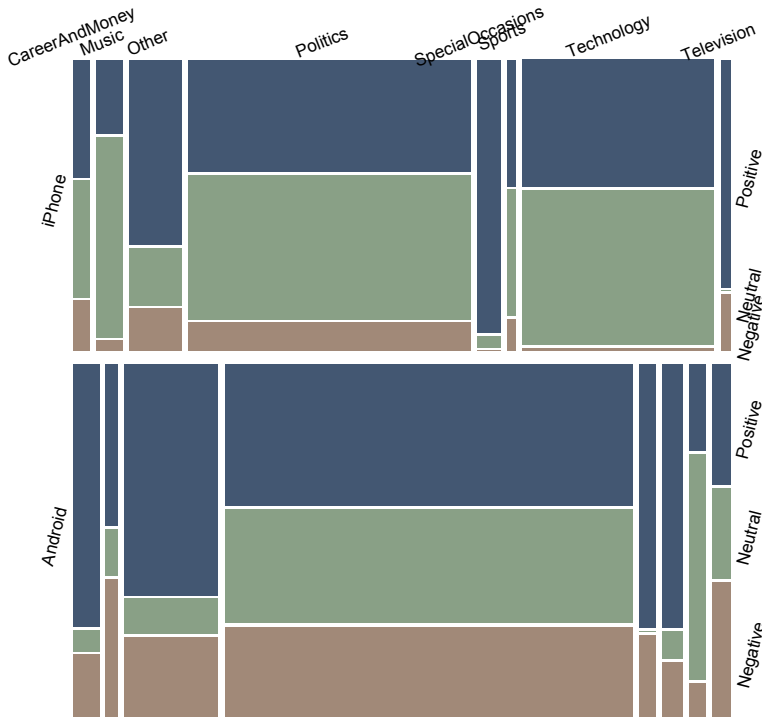 CareerAndMoney
Music
Other
Politics
SpecialOccasions
Sports
Technology
Television
iPhone
Positive
Neutral
Negative
Android
Positive
Neutral
Negative